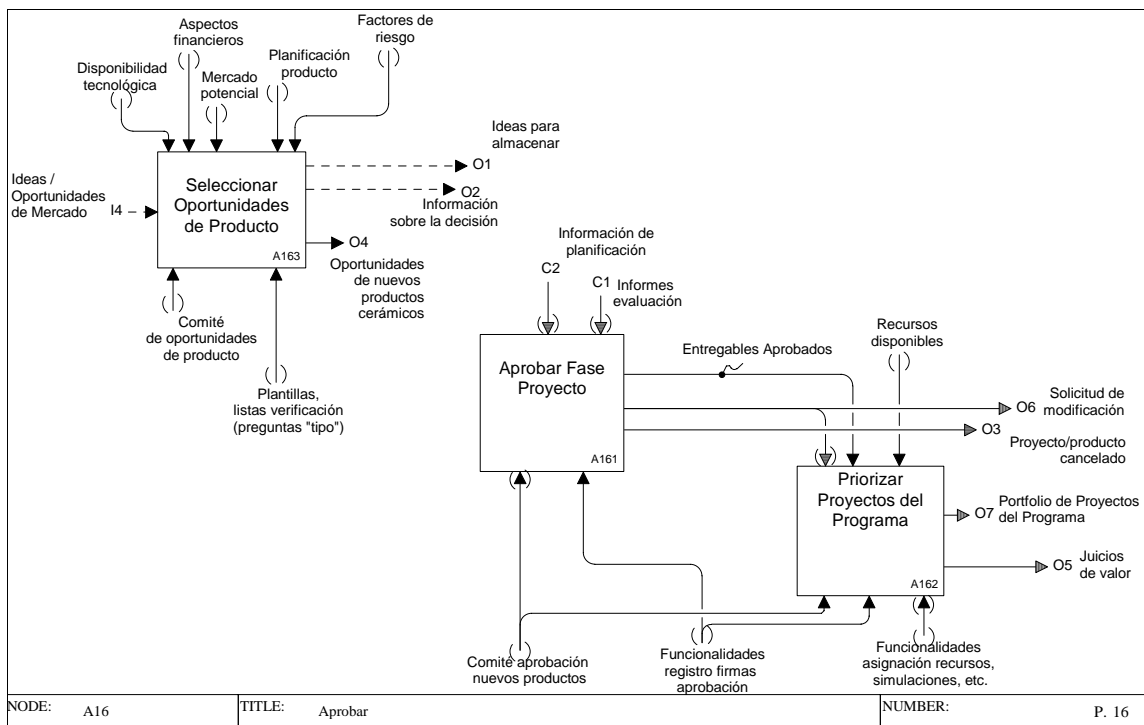 Aspectos
financieros
Factores de
riesgo
Planificación
producto
Disponibilidad
tecnológica
Mercado
potencial
Ideas para
almacenar
O1
Ideas /
Oportunidades
de Mercado
I4
Seleccionar
Oportunidades
de Producto
A163
O2
Información
sobre la decisión
O4
Oportunidades
de nuevos
productos
cerámicos
Comité
de oportunidades
de producto
Plantillas,
listas verificación
(preguntas "tipo")
Información de
planificación
C2
C1
Informes
evaluación
Aprobar Fase
Proyecto
A161
Entregables Aprobados
Recursos
disponibles
O6
Solicitud de
modificación
O3
Proyecto/producto
cancelado
Priorizar
Proyectos del
Programa
A162
O7
Portfolio de Proyectos
del Programa
O5
Juicios
de valor
Comité aprobación
nuevos productos
Funcionalidades
registro firmas
aprobación
Funcionalidades
asignación recursos,
simulaciones, etc.
NODE: A16
TITLE: Aprobar
NUMBER: P. 16